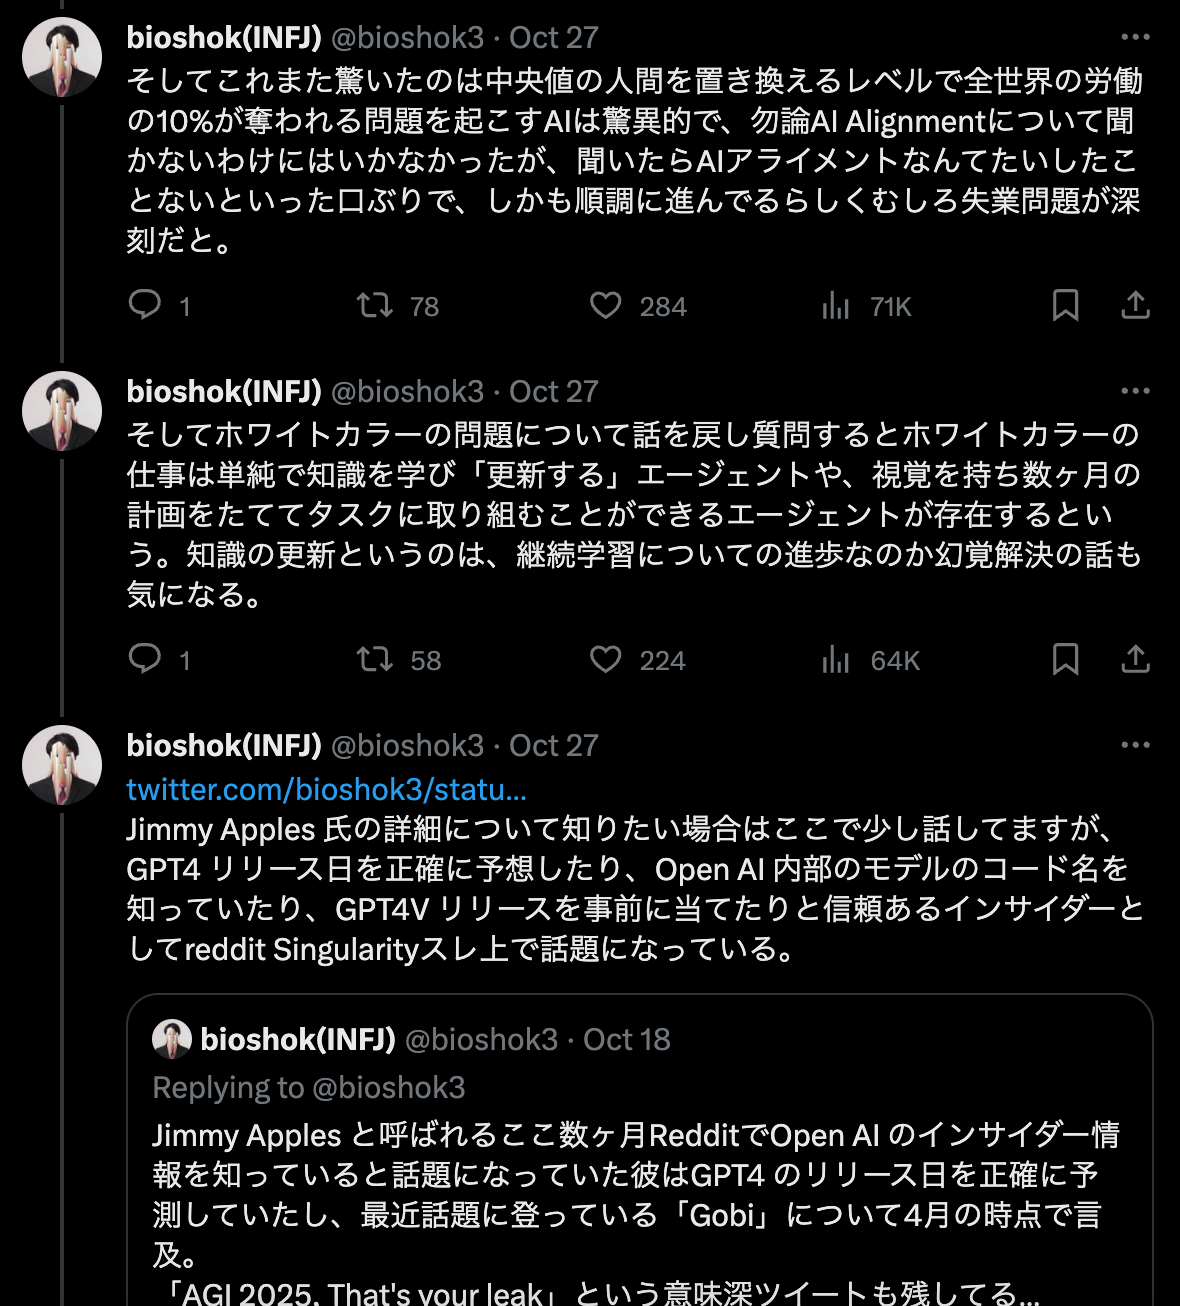 bioshok(INFJ) @bioshok3 · Oct 27
そしてこれまた驚いたのは中央値の人間を置き換えるレベルで全世界の労働
の10%が奪われる問題を起こすAIは驚異的で、勿論AI Alignmentについて聞
かないわけにはいかなかったが、聞いたらAIアライメントなんてたいしたこ
とないといった口ぶりで、しかも順調に進んでるらしくむしろ失業問題が深
刻だと。
1 78 284 71K
bioshok(INFJ) @bioshok3 · Oct 27
そしてホワイトカラーの問題について話を戻し質問するとホワイトカラーの
仕事は単純で知識を学び「更新する」エージェントや、視覚を持ち数ヶ月の
計画をたててタスクに取り組むことができるエージェントが存在するとい
う。知識の更新というのは、継続学習についての進歩なのか幻覚解決の話も
気になる。
1 58 224 64K
bioshok(INFJ) @bioshok3 · Oct 27
twitter.com/bioshok3/statu...
Jimmy Apples 氏の詳細について知りたい場合はここで少し話してますが、
GPT4 リリース日を正確に予想したり、Open AI 内部のモデルのコード名を
知っていたり、GPT4V リリースを事前に当てたりと信頼あるインサイダーと
してreddit Singularityスレ上で話題になっている。
bioshok(INFJ) @bioshok3 · Oct 18
Replying to @bioshok3
Jimmy Apples と呼ばれるここ数ヶ月RedditでOpen AI のインサイダー情
報を知っていると話題になっていた彼はGPT4 のリリース日を正確に予
測していたし、最近話題に登っている「Gobi」について4月の時点で言
及。
「AGI 2025. That's your leak」という意味深ツイートも残してる...